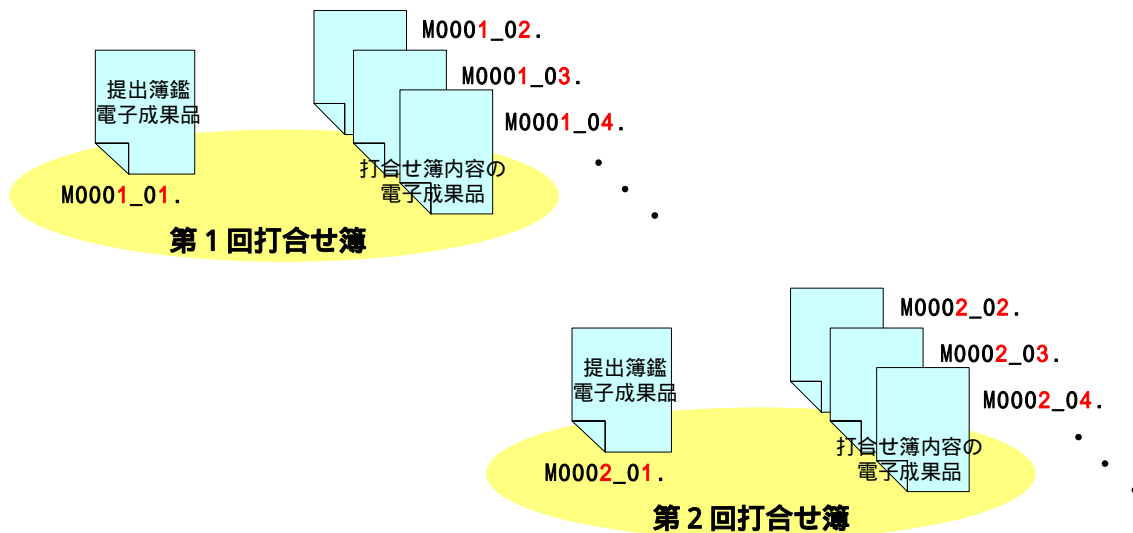 M0001_02.
M0001_03.
M0001_04.
提出簿鑑
電子成果品
打合せ簿内容の
電子成果品
M0001_01.
第１回打合せ簿
M0002_02.
M0002_03.
M0002_04.
提出簿鑑
電子成果品
打合せ簿内容の
電子成果品
M0002_01.
第２回打合せ簿